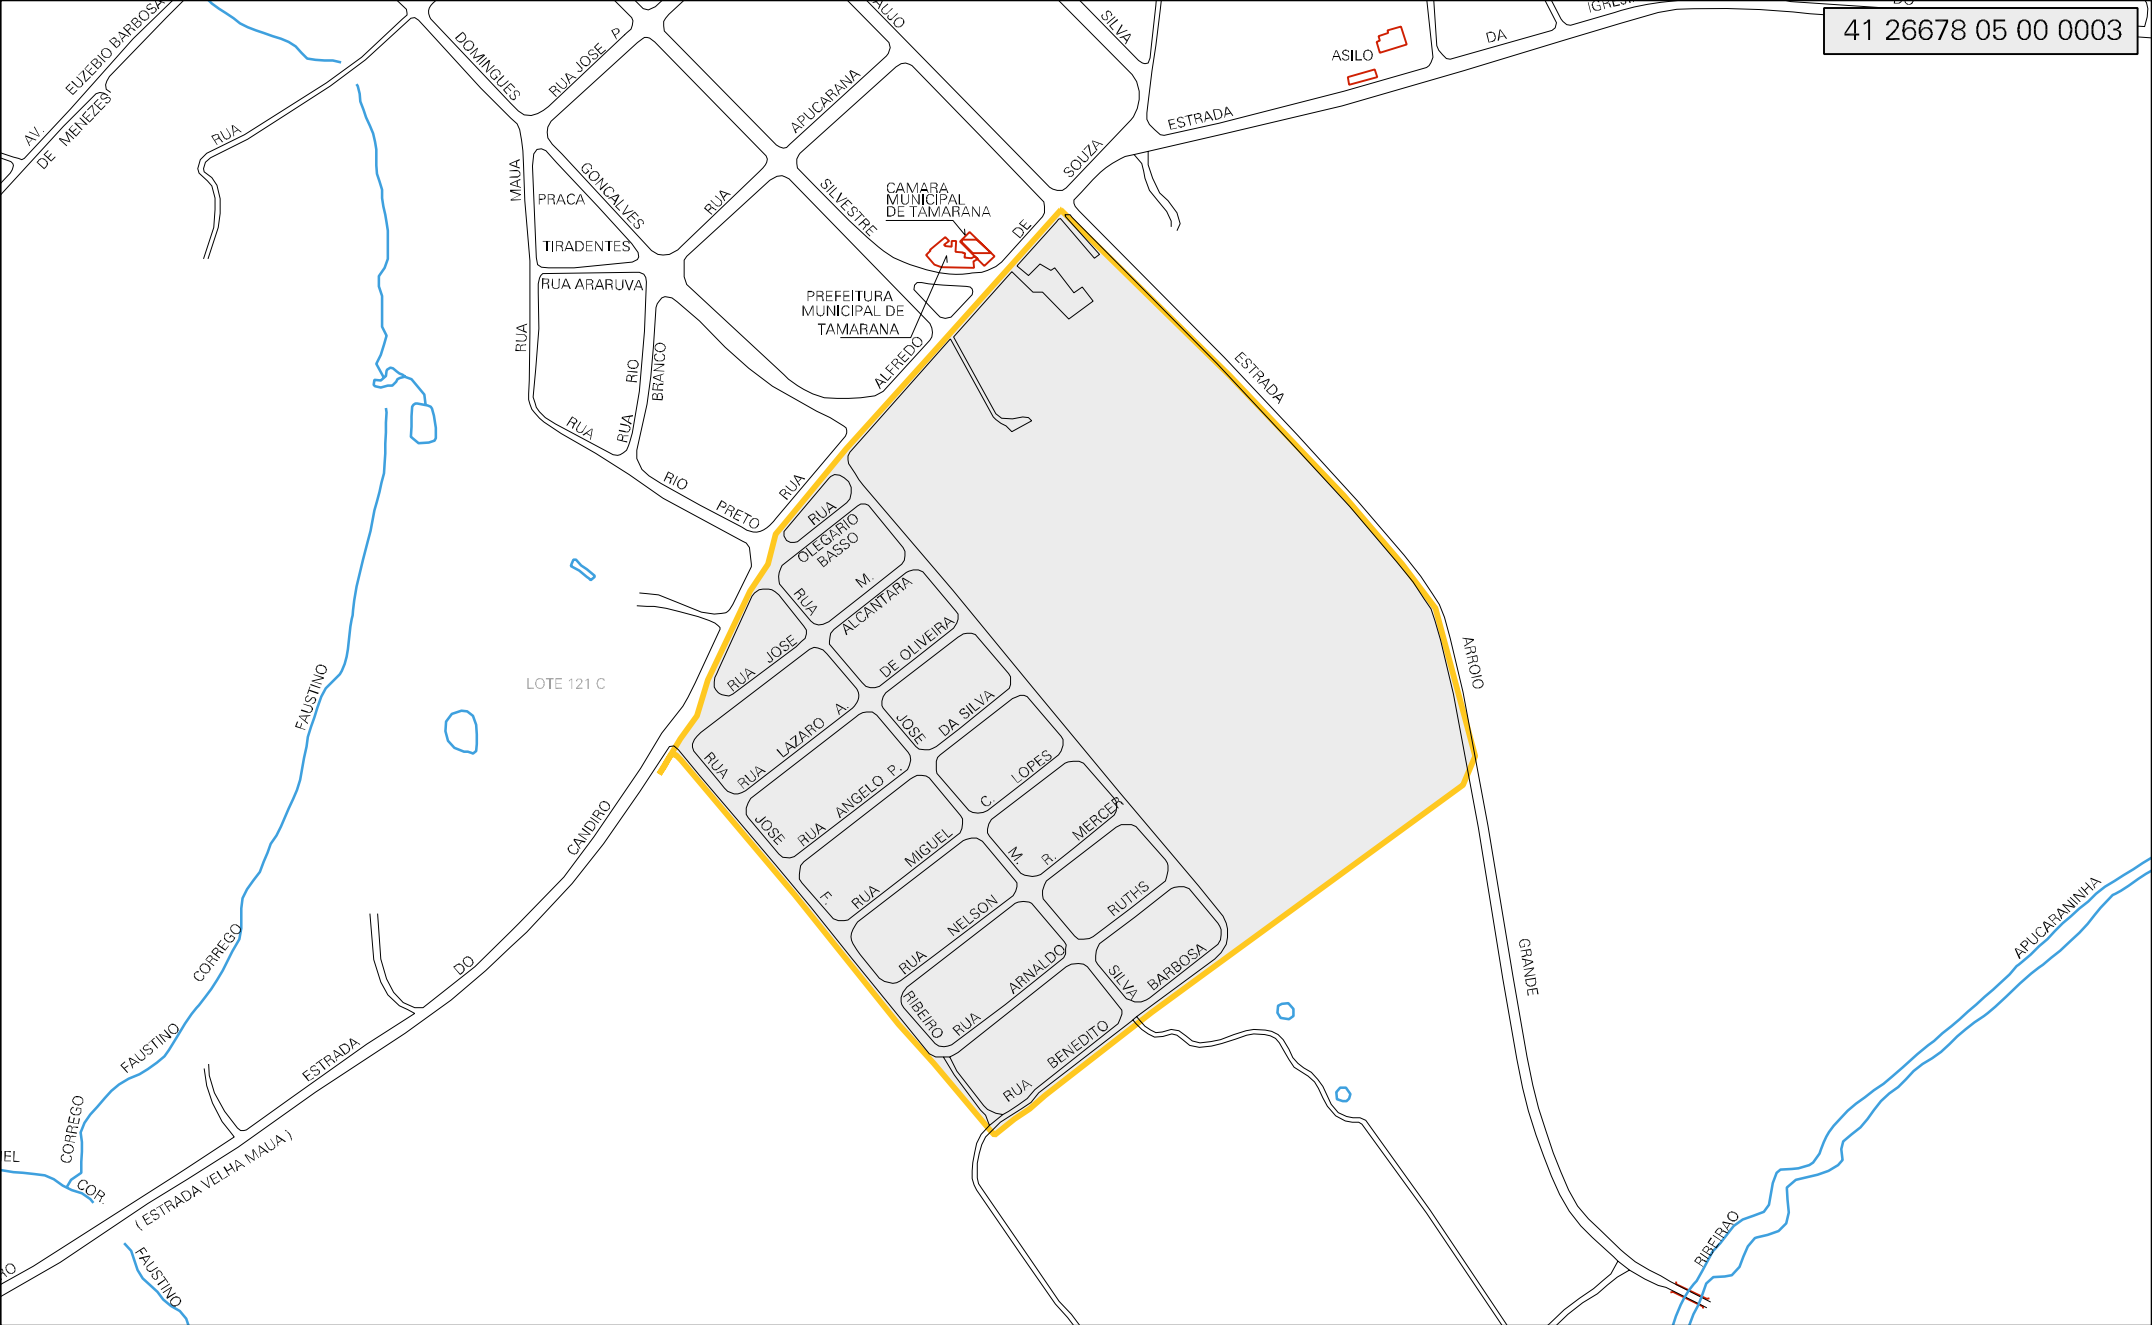 41 26678 05 00 0003
EUZEBIO BARBOSA
AV.
DE MENEZES
RUA
DOMINGUES
RUA JOSE P
SILVA
ASILO
DA
ESTRADA
APUCARANA
SOUZA
MAUA
PRACA
TIRADENTES
GONCALVES
RUA
SILVESTRE
CAMARA
MUNICIPAL
DE TAMARANA
DE
RUA ARARUVA
PREFEITURA
MUNICIPAL DE
TAMARANA
RUA
RIO
BRANCO
RUA
ALFREDO
ESTRADA
RUA
RIO
PRETO
RUA
RUA
OLEGARIO
BASSO
M.
RUA
ALCANTARA
DE OLIVEIRA
RUA JOSE
LOTE 121 C
FAUSTINO
ARROIO
RUA
RUA LAZARO A.
JOSE
DA SILVA
JOSE
RUA ANGELO P.
C. LOPES
CANDIRO
F.
RUA MIGUEL
M.
R. MERCER
RUA NELSON
RUTHS
RIBEIRO
RUA ARNALDO
SILVA
BARBOSA
RUA BENEDITO
GRANDE
APUCARANINHA
CORREGO
DO
FAUSTINO
ESTRADA
CORREGO
COR.
( ESTRADA VELHA MAUA )
FAUSTINO
RIBEIRAO